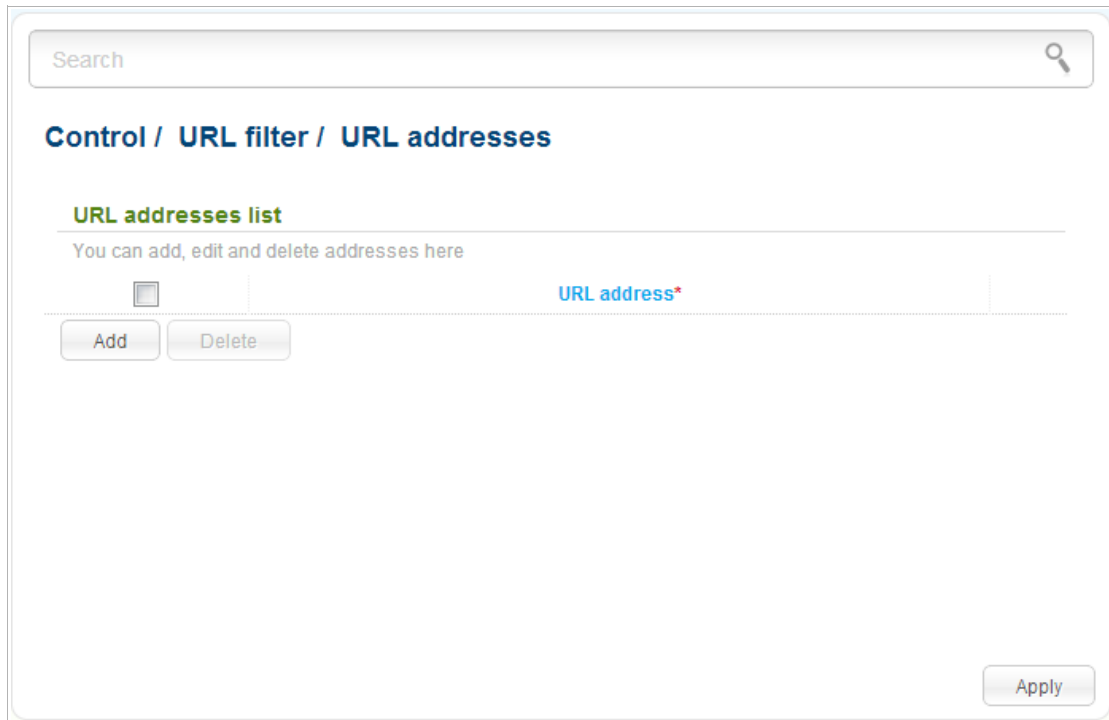 Search
Control / URL filter / URL addresses
URL addresses list
You can add, edit and delete addresses here
URL address*
Add Delete
Apply